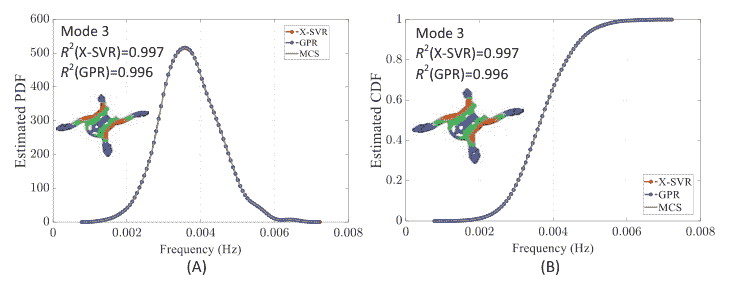 Mode 3
R²(X-SVR)=0.997
R²(GPR)=0.996
X-SVR
GPR
MCS
600
500
400
300
200
100
0
Estimated PDF
0 0.002 0.004 0.006 0.008
Frequency (Hz)
(A)
Mode 3
R²(X-SVR)=0.997
R²(GPR)=0.996
1
0.8
0.6
0.4
0.2
0
Estimated CDF
X-SVR
GPR
MCS
0 0.002 0.004 0.006 0.008
Frequency (Hz)
(B)